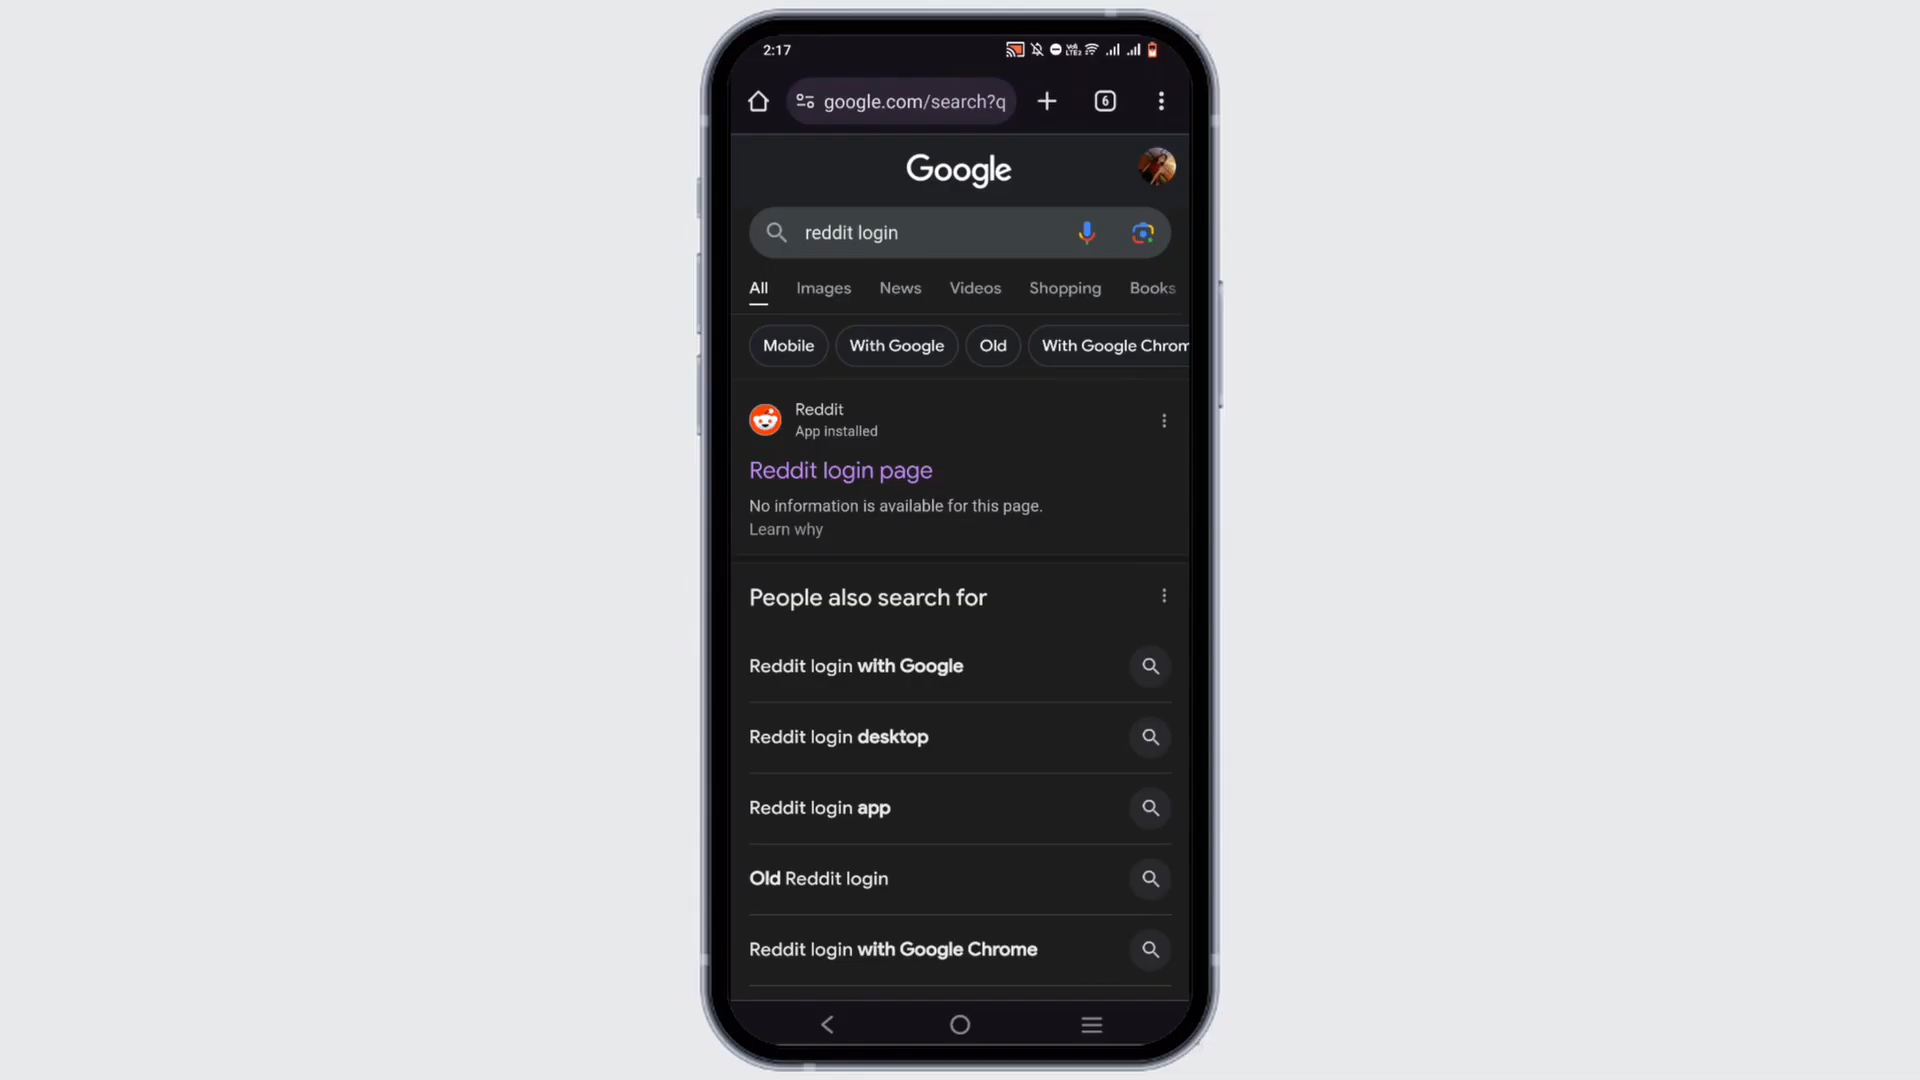 2:17
google.com/search?q
6
Google
reddit login
All Images News Videos Shopping Books
Mobile With Google Old With Google Chrom
Reddit
App installed
Reddit login page
No information is available for this page.
Learn why
People also search for
Reddit login with Google
Reddit login desktop
Reddit login app
Old Reddit login
Reddit login with Google Chrome